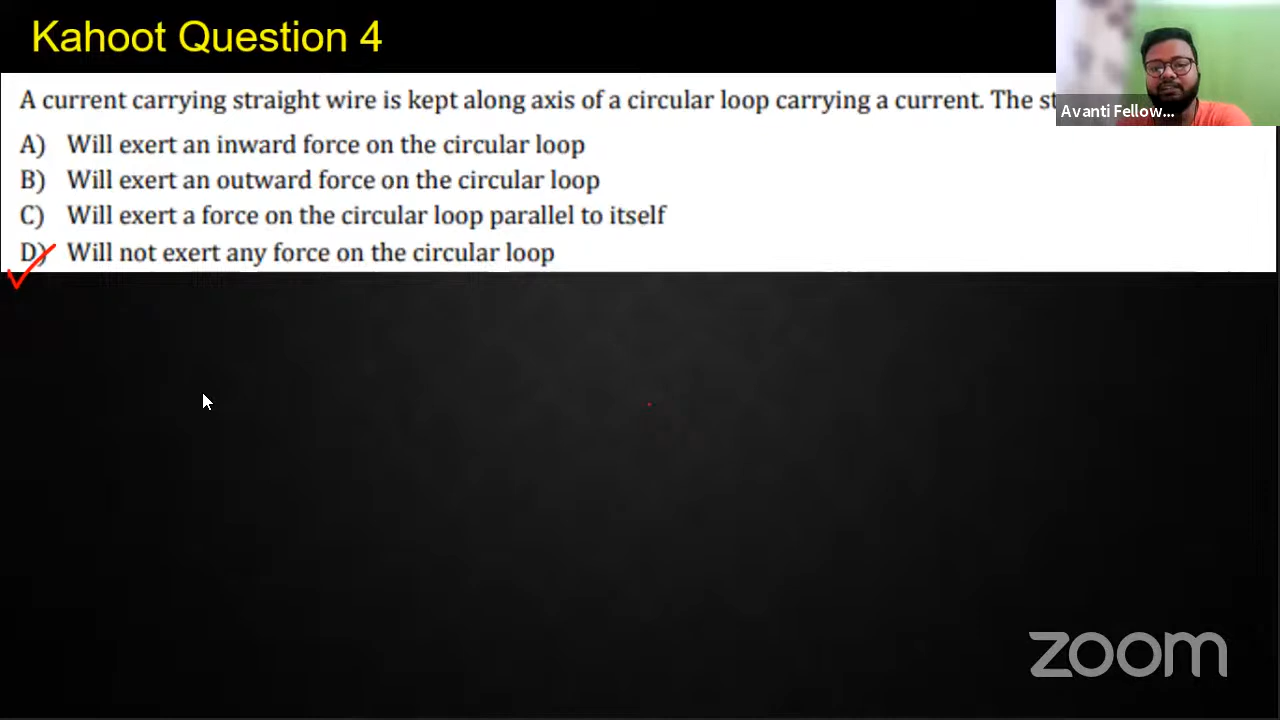 Kahoot Question 4
A current carrying straight wire is kept along axis of a circular loop carrying a current. The
Avanti Fellow...
A) Will exert an inward force on the circular loop
B) Will exert an outward force on the circular loop
C) Will exert a force on the circular loop parallel to itself
D) Will not exert any force on the circular loop
zoom